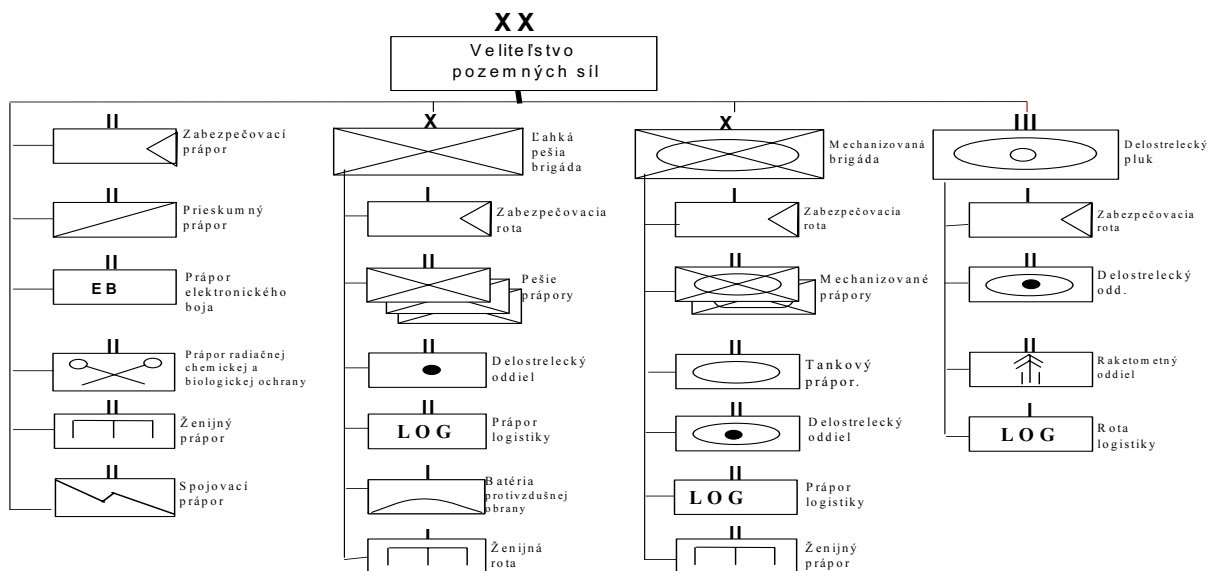 XX
Veliteľstvo
pozemných síl
II
Zabezpečovací
prápor
II
Prieskumný
prápor
II
EB
Prápor
elektronického
boja
II
Prápor radiačnej
chemickej a
biologickej ochrany
II
Ženijný
prápor
II
Spojovací
prápor
X
Ľahká
pešia
brigáda
I
Zabezpečovacia
rota
II
Pešie
prápory
II
Delostrelecký
oddiel
II
LOG
Prápor
logistiky
I
Batéria
protivzdušnej
obrany
I
Ženijná
rota
X
Mechanizovaná
brigáda
I
Zabezpečovacia
rota
II
Mechanizované
prápory
II
Tankový
prápor.
II
Delostrelecký
oddiel
II
LOG
Prápor
logistiky
II
Ženijný
prápor
III
Delostrelecký
pluk
I
Zabezpečovacia
rota
II
Delostrelecký
odd.
II
Raketometný
oddiel
I
LOG
Rota
logistiky